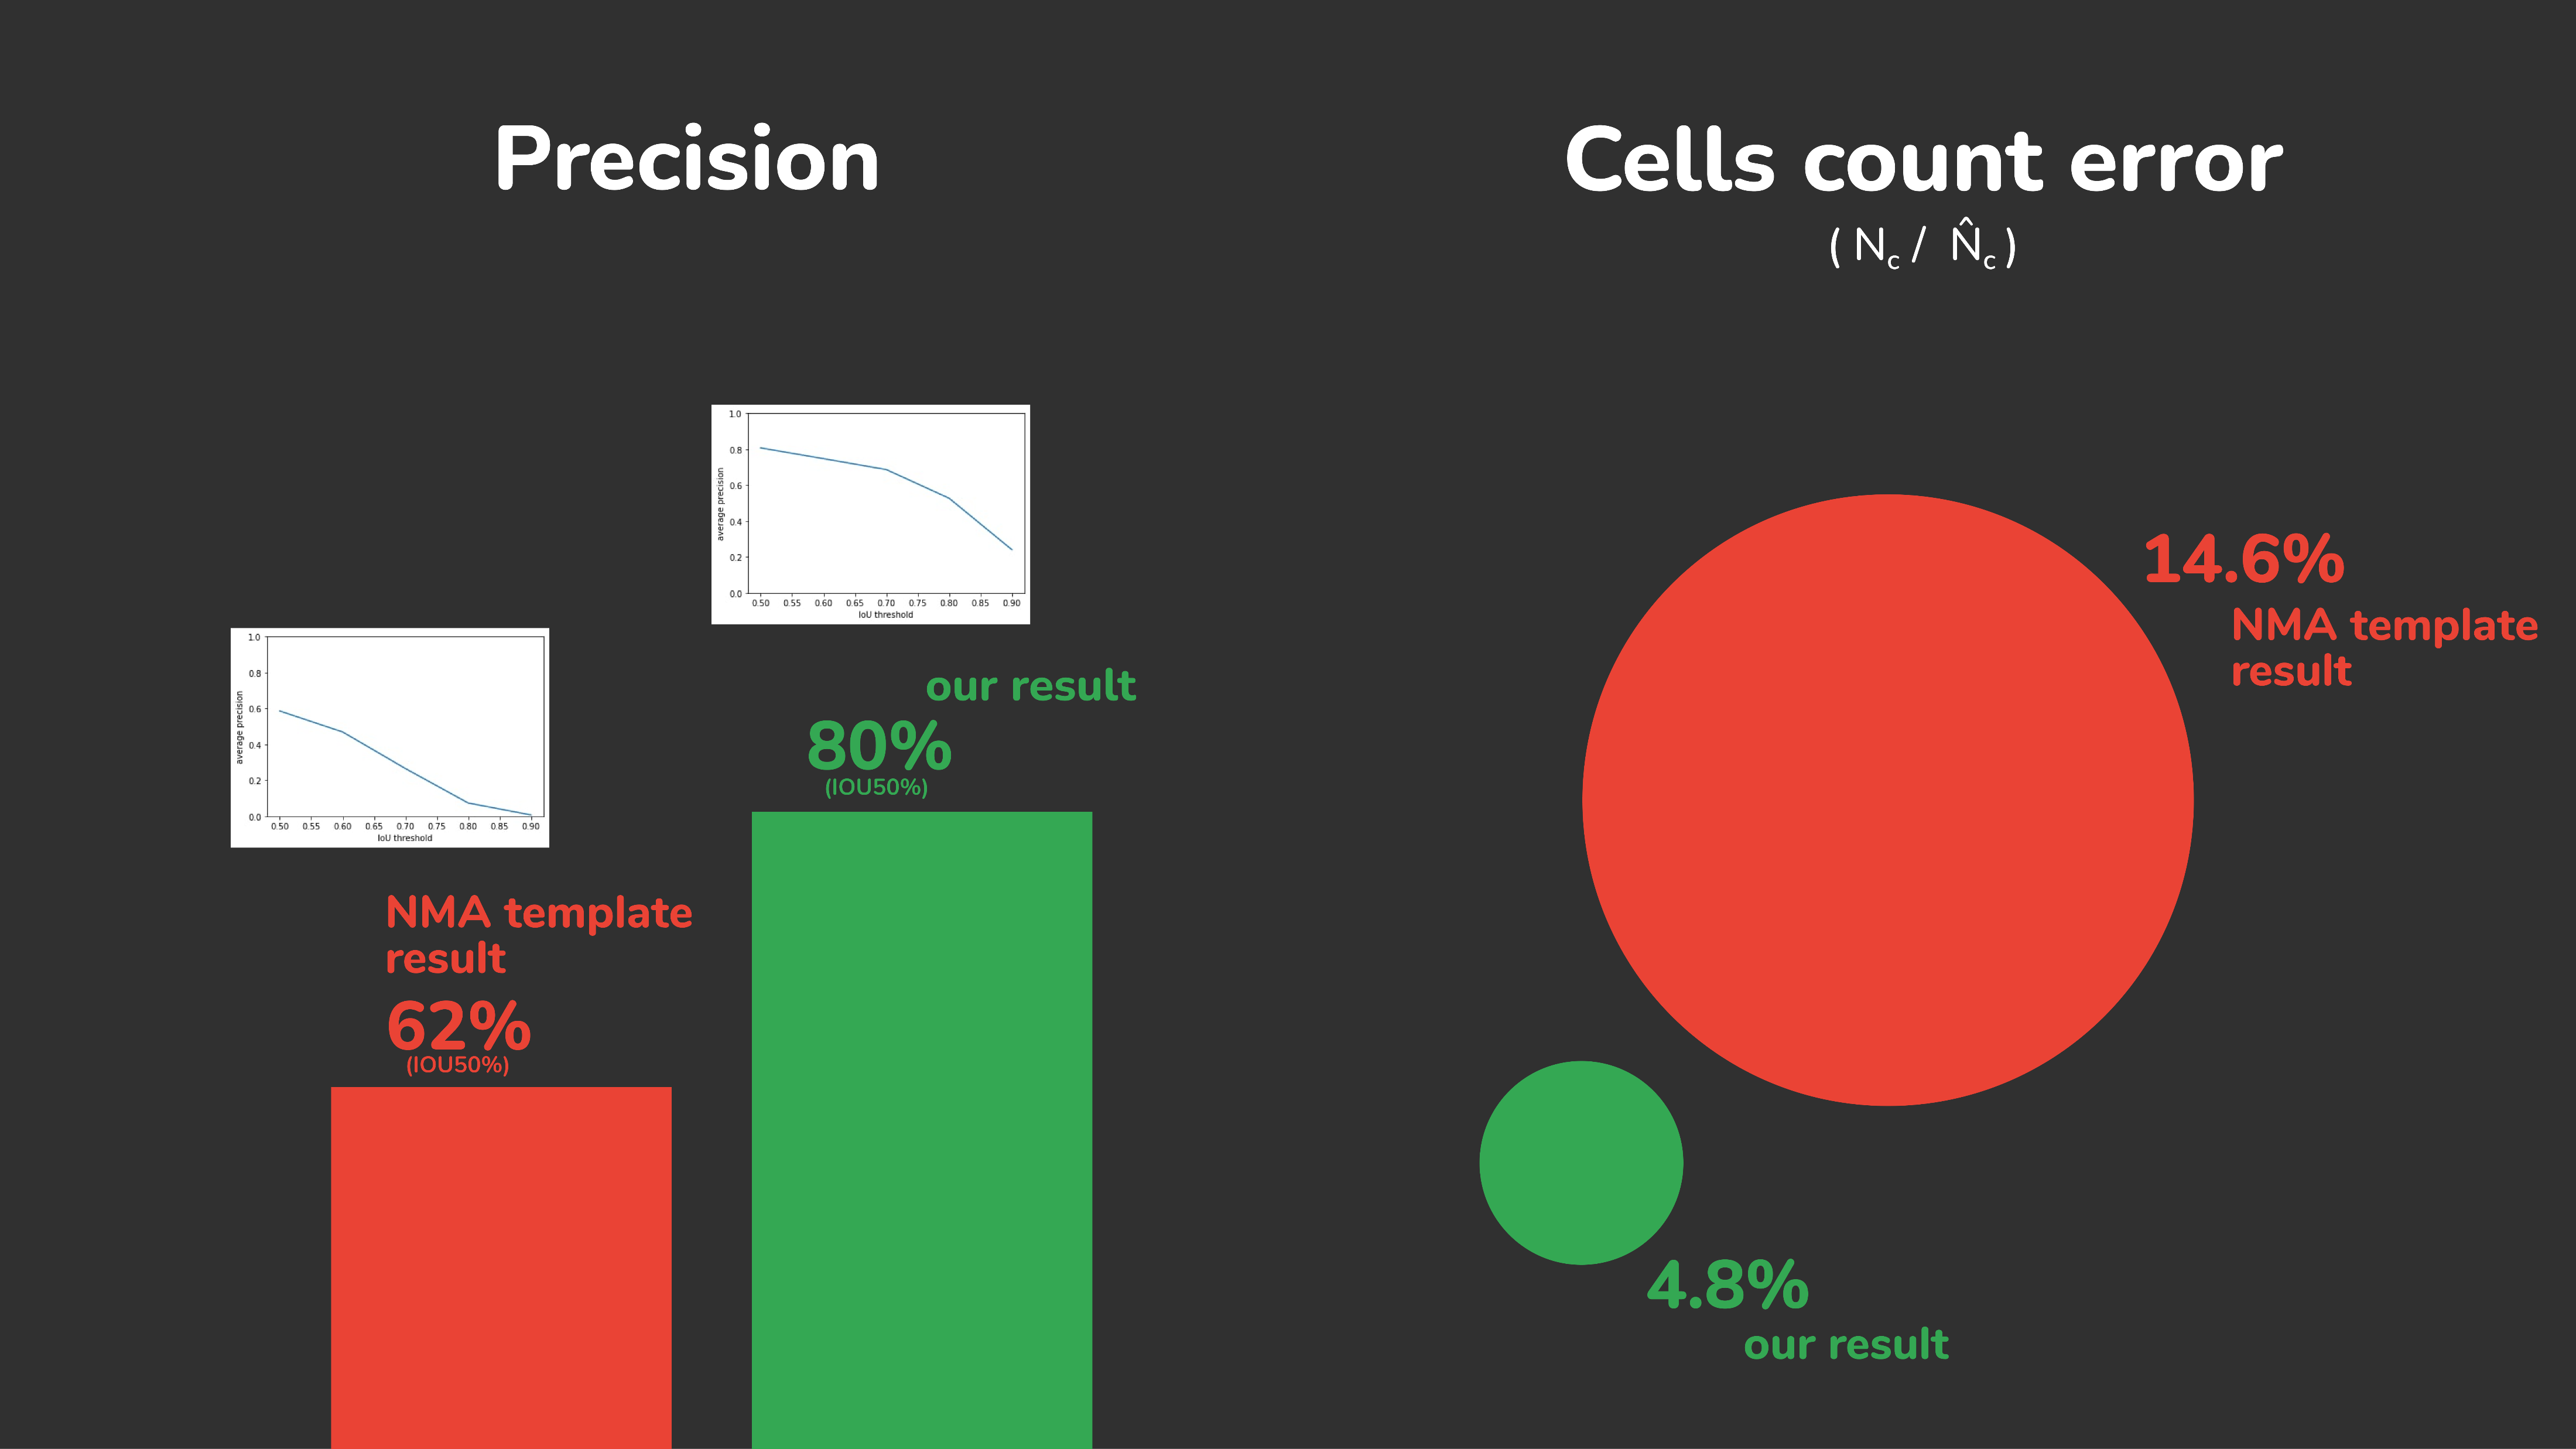 Precision
1.0
0.8
0.6
0.4
0.2
0.0
average precision
0.50 0.55 0.60 0.65 0.70 0.75 0.80 0.85 0.90
IoU threshold
our result
80%
(IOU50%)
1.0
0.8
0.6
0.4
0.2
0.0
average precision
0.50 0.55 0.60 0.65 0.70 0.75 0.80 0.85 0.90
IoU threshold
NMA template
result
62%
(IOU50%)
Cells count error
( Nc / N̂c )
14.6%
NMA template
result
4.8%
our result